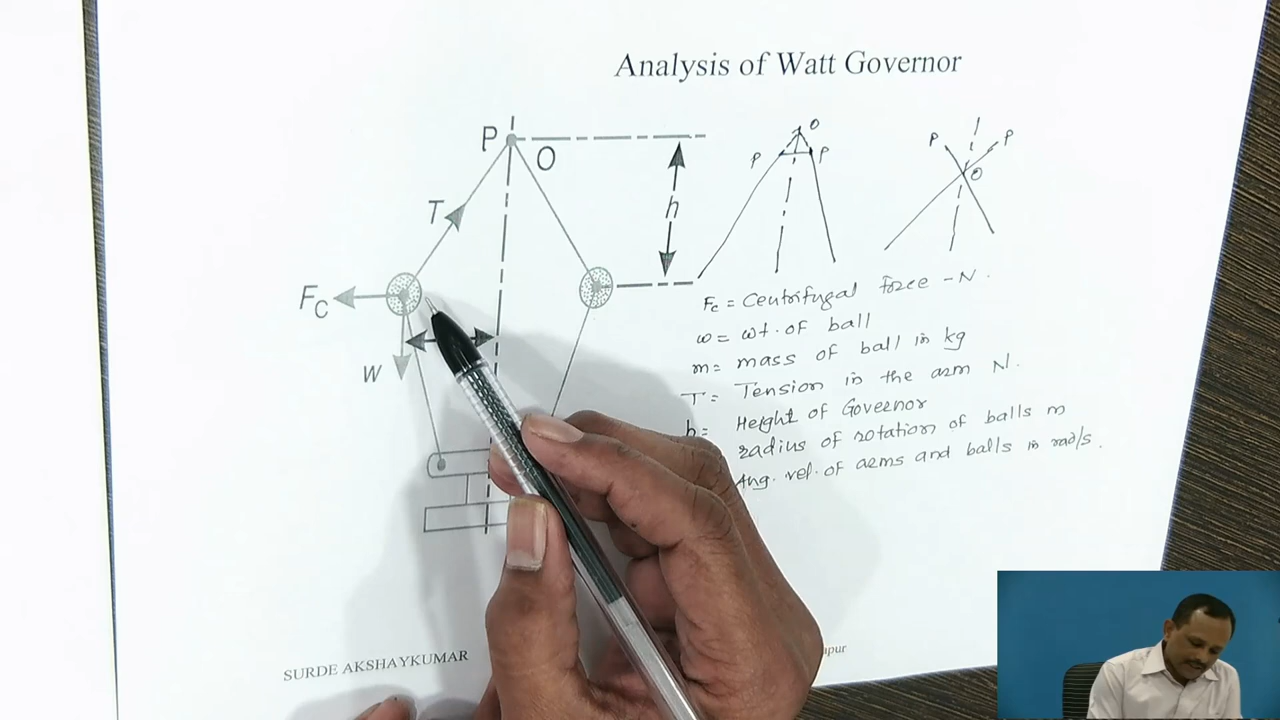 Analysis of Watt Governor
P
O
T
h
Fc
w
O
P
P
P
P
O
Fc = Centrifugal force - N.
w = wt. of ball
m = mass of ball in kg
T = Tension in the arm N.
h = Height of Governor
radius of rotation of balls m
Ang. vel. of arms and balls in rad/s.
SURDE AKSHAYKUMAR